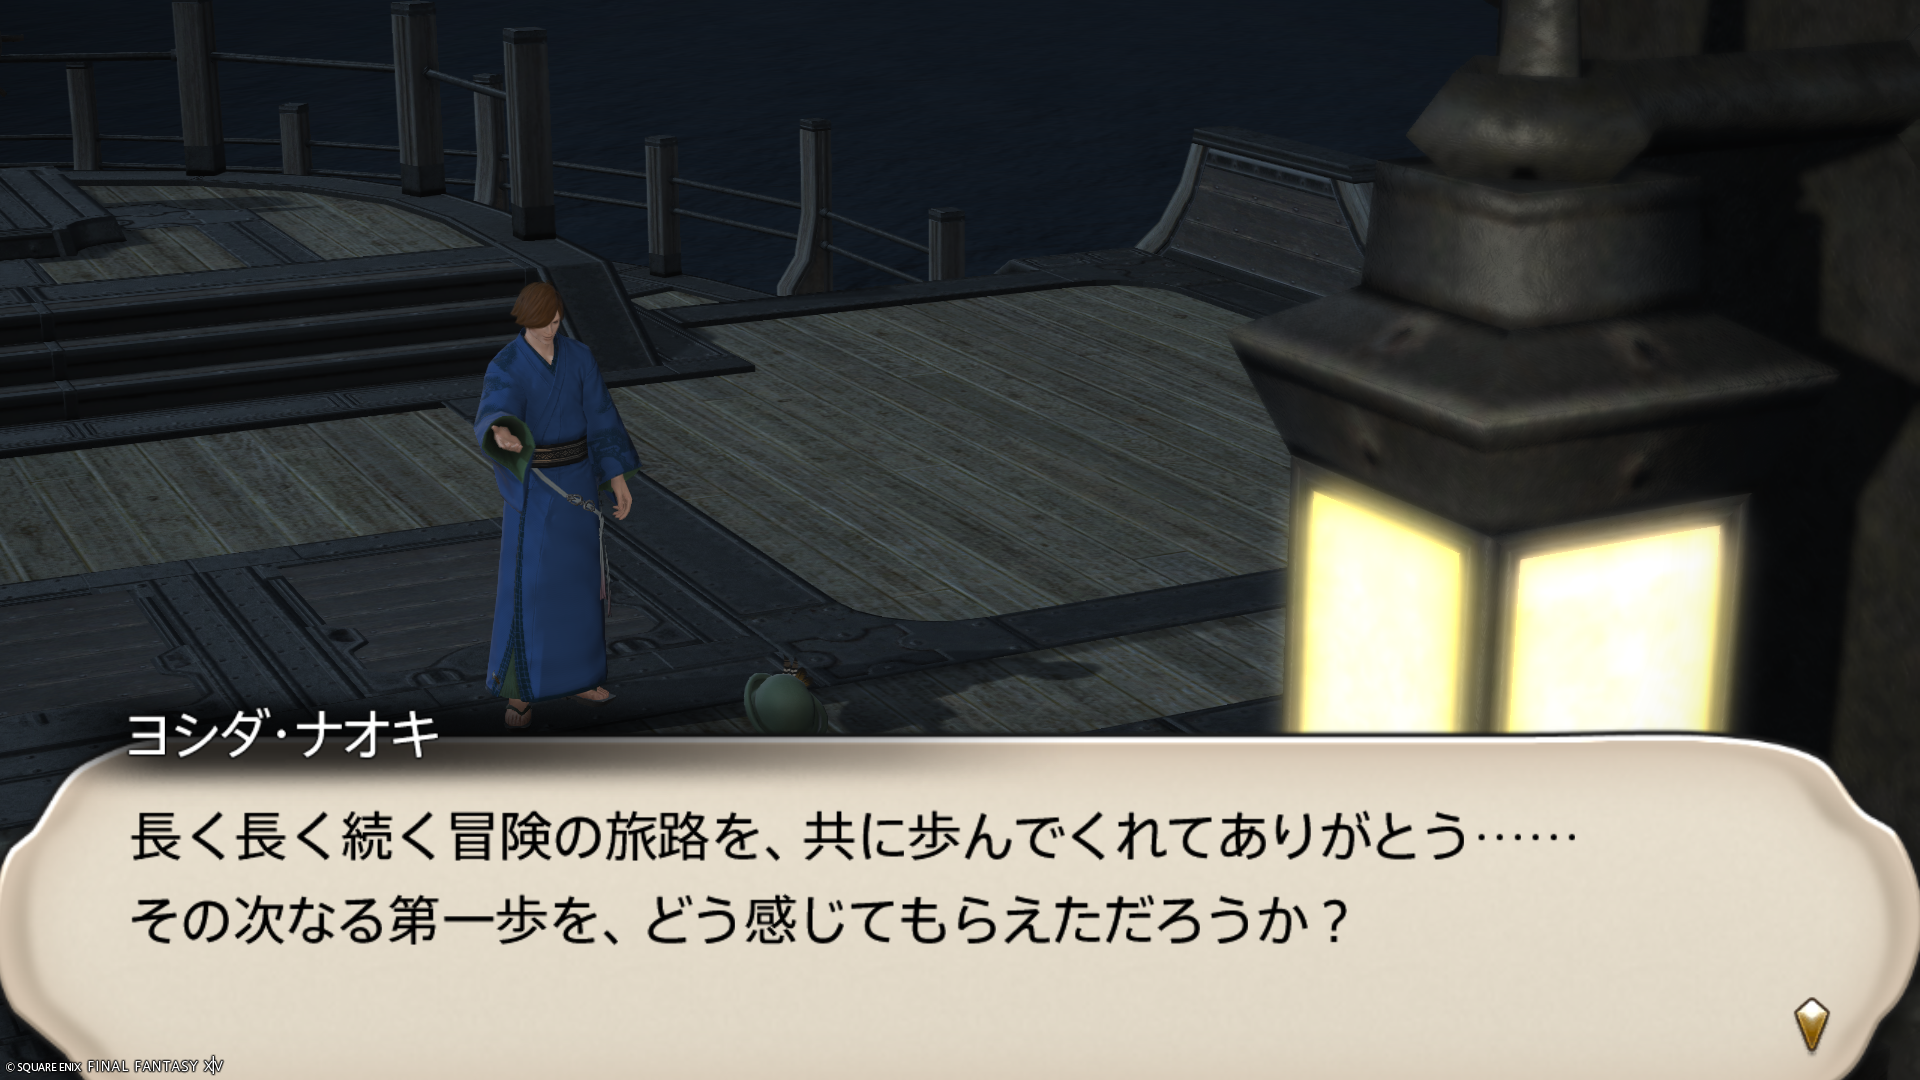 ヨシダ・ナオキ
長く長く続く冒険の旅路を、共に歩んでくれてありがとう……
その次なる第一歩を、どう感じてもらえただろうか？
© SQUARE ENIX FINAL FANTASY XIV